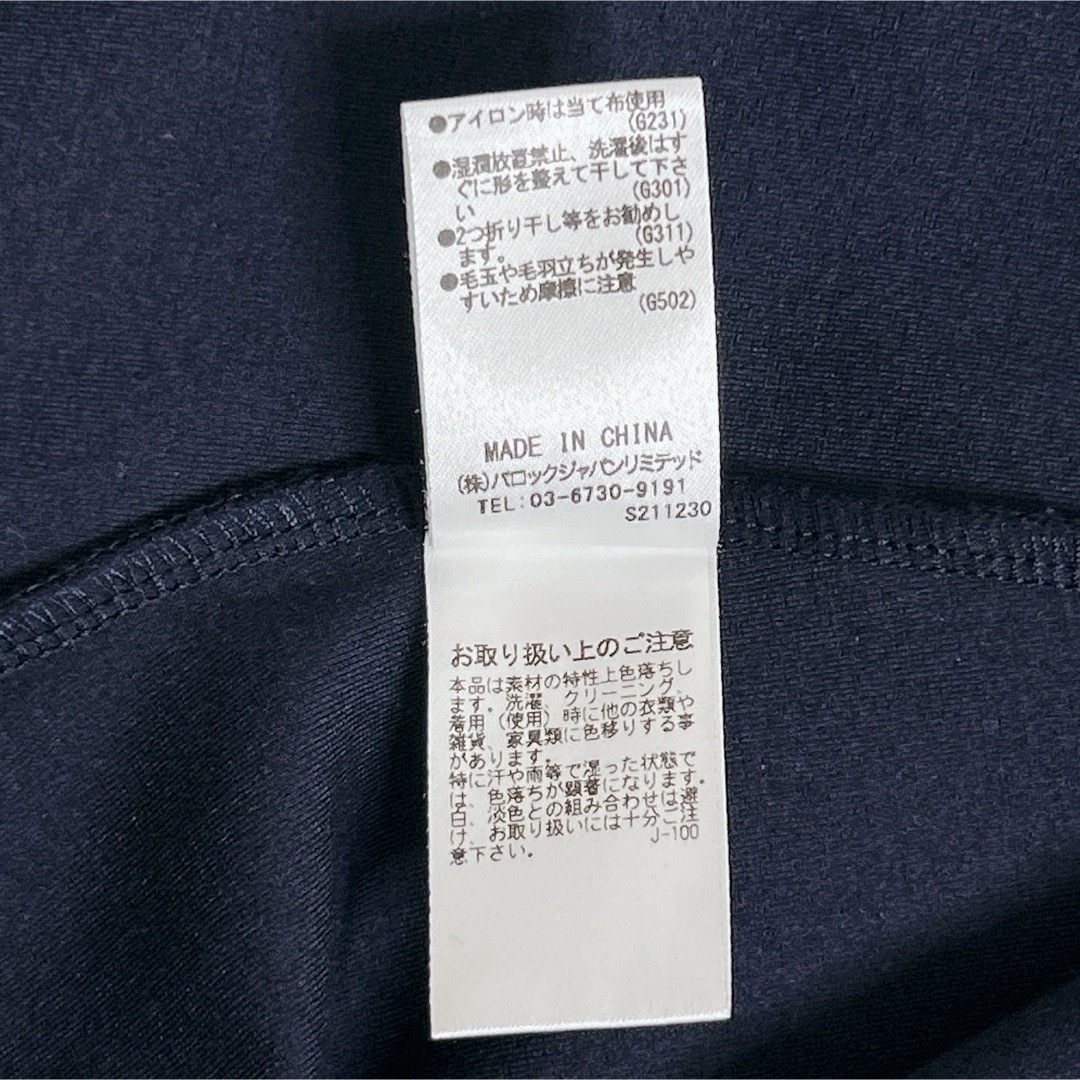 ●アイロン時は当て布使用
(G231)
●湿潤放置禁止、洗濯後はす
ぐに形を整えて干して下さ
い
(G301)
●2つ折り干し等をお勧めし
ます。
(G311)
●毛玉や毛羽立ちが発生しや
すいため摩擦に注意
(G502)
MADE IN CHINA
(株)バロックジャパンリミテッド
TEL:03-6730-9191
S211230
お取り扱い上のご注意
本品は素材の特性上色落ちし
ます。洗濯、クリーニング、
着用(使用)時に他の衣類や
雑貨、家具類に色移りする事
があります。
特に汗や雨等で湿った状態で
は、色落ちが顕著になります。
白、淡色との組み合わせは避
け、お取り扱いには十分ご注
意下さい。
J-100